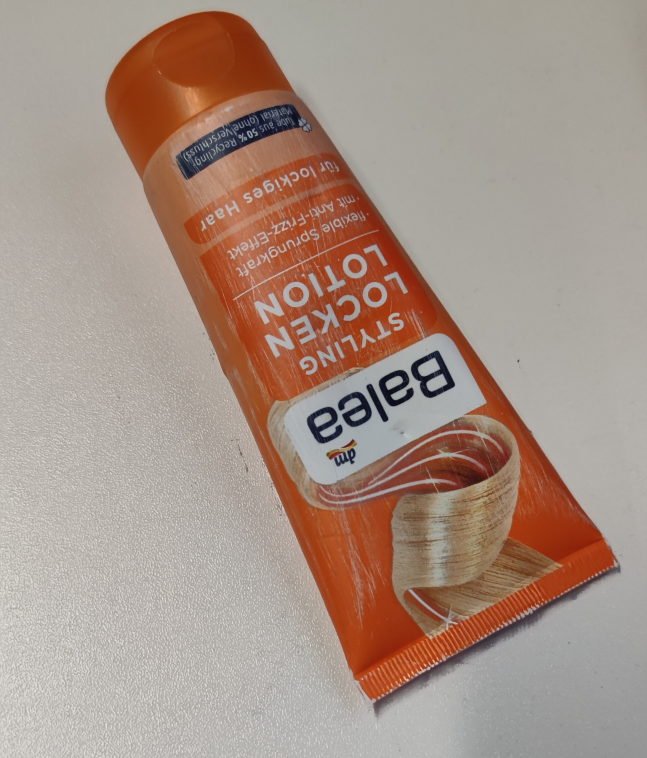 dm
Balea
STYLING
LOCKEN
LOTION
· flexible Sprungkraft
· mit Anti-Frizz-Effekt
für lockiges Haar
Tube aus 50% Recycling-
Material (ohne Verschluss)